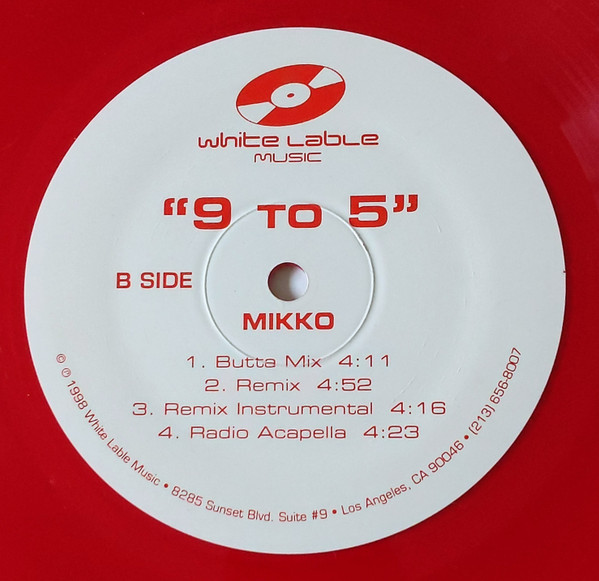 White Lable
MUSIC
“9 TO 5”
B SIDE
MIKKO
1. Butta Mix 4:11
2. Remix 4:52
3. Remix Instrumental 4:16
4. Radio Acapella 4:23
© ℗ 1998 White Lable Music • 8285 Sunset Blvd. Suite #9 • Los Angeles, CA 90046 • (213) 656-8007